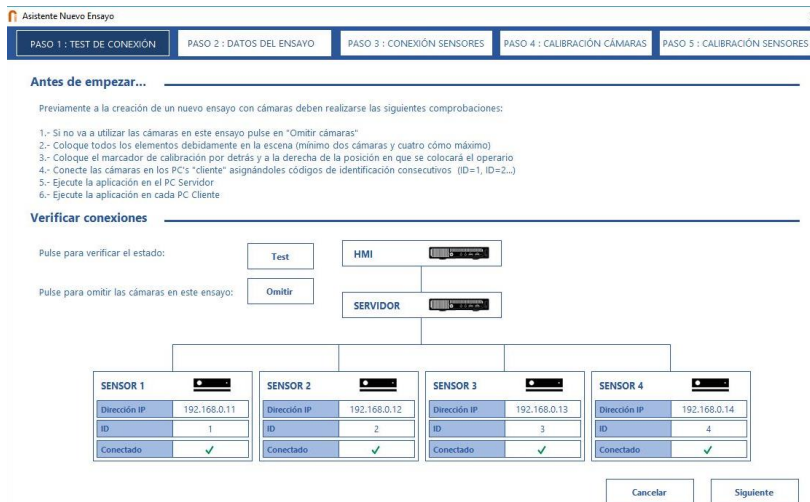 Asistente Nuevo Ensayo
PASO 1 : TEST DE CONEXIÓN
PASO 2 : DATOS DEL ENSAYO
PASO 3 : CONEXIÓN SENSORES
PASO 4 : CALIBRACIÓN CÁMARAS
PASO 5 : CALIBRACIÓN SENSORES
Antes de empezar...
Previamente a la creación de un nuevo ensayo con cámaras deben realizarse las siguientes comprobaciones:
1.- Si no va a utilizar las cámaras en este ensayo pulse en "Omitir cámaras"
2.- Coloque todos los elementos debidamente en la escena (mínimo dos cámaras y cuatro cómo máximo)
3.- Coloque el marcador de calibración por detrás y a la derecha de la posición en que se colocará el operario
4.- Conecte las cámaras en los PC's "cliente" asignándoles códigos de identificación consecutivos (ID=1, ID=2...)
5.- Ejecute la aplicación en el PC Servidor
6.- Ejecute la aplicación en cada PC Cliente
Verificar conexiones
Pulse para verificar el estado:
Test
Pulse para omitir las cámaras en este ensayo:
Omitir
HMI
SERVIDOR
SENSOR 1
Dirección IP 192.168.0.11
ID 1
Conectado
SENSOR 2
Dirección IP 192.168.0.12
ID 2
Conectado
SENSOR 3
Dirección IP 192.168.0.13
ID 3
Conectado
SENSOR 4
Dirección IP 192.168.0.14
ID 4
Conectado
Cancelar
Siguiente